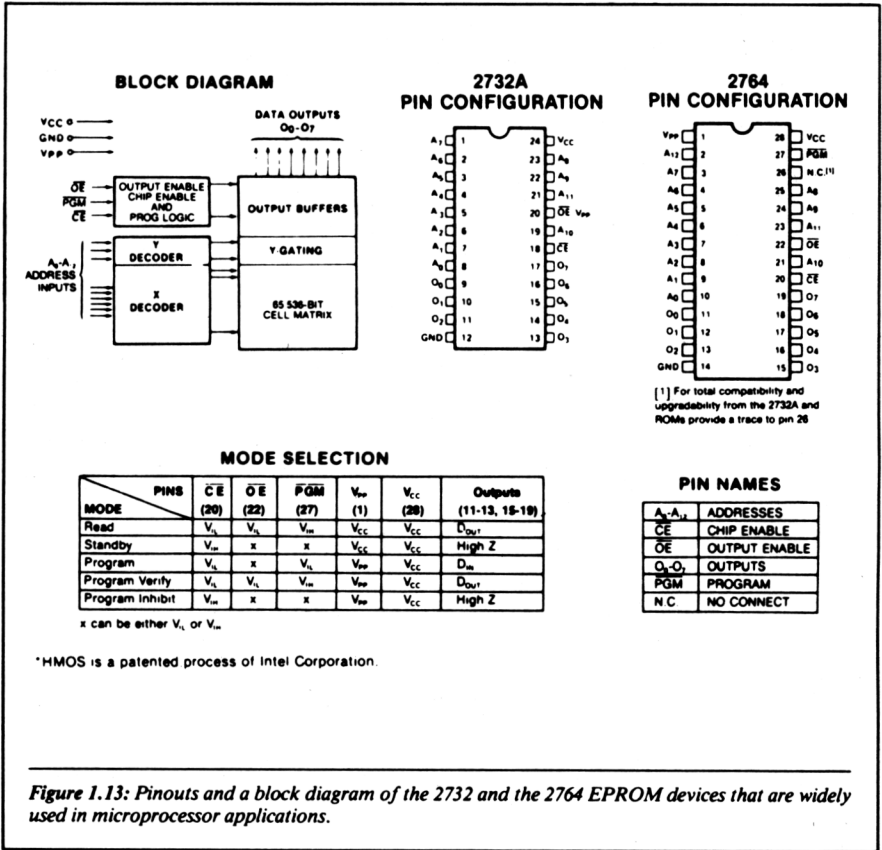 BLOCK DIAGRAM
VCC
GND
VPP
DATA OUTPUTS
O0-O7
OE
PGM
CE
OUTPUT ENABLE
CHIP ENABLE
AND
PROG LOGIC
OUTPUT BUFFERS
A0-A12
ADDRESS
INPUTS
Y
DECODER
Y-GATING
X
DECODER
65 536-BIT
CELL MATRIX
2732A
PIN CONFIGURATION
A7 1 24 VCC
A6 2 23 A8
A5 3 22 A9
A4 4 21 A11
A3 5 20 OE VPP
A2 6 19 A10
A1 7 18 CE
A0 8 17 O7
O0 9 16 O6
O1 10 15 O5
O2 11 14 O4
GND 12 13 O3
2764
PIN CONFIGURATION
VPP 1 28 VCC
A12 2 27 PGM
A7 3 26 N.C.[1]
A6 4 25 A8
A5 5 24 A9
A4 6 23 A11
A3 7 22 OE
A2 8 21 A10
A1 9 20 CE
A0 10 19 O7
O0 11 18 O6
O1 12 17 O5
O2 13 16 O4
GND 14 15 O3
[1] For total compatibility and
upgradability from the 2732A and
ROMs provide a trace to pin 26
MODE SELECTION
PINS CE OE PGM VPP VCC Outputs
MODE (20) (22) (27) (1) (28) (11-13, 15-19)
Read VIL VIL VIH VCC VCC DOUT
Standby VIH x x VCC VCC High Z
Program VIL x VIL VPP VCC DIN
Program Verify VIL VIL VIH VPP VCC DOUT
Program Inhibit VIH x x VPP VCC High Z
x can be either VIL or VIH
PIN NAMES
A0-A12 ADDRESSES
CE CHIP ENABLE
OE OUTPUT ENABLE
O0-O7 OUTPUTS
PGM PROGRAM
N.C. NO CONNECT
*HMOS is a patented process of Intel Corporation.
Figure 1.13: Pinouts and a block diagram of the 2732 and the 2764 EPROM devices that are widely
used in microprocessor applications.